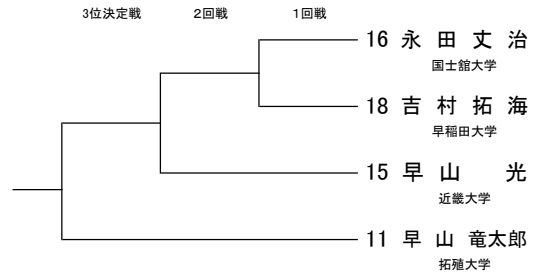 3位決定戦 2回戦 1回戦
16 永田丈治
国士舘大学
18 吉村拓海
早稲田大学
15 早山 光
近畿大学
11 早山 竜太郎
拓殖大学